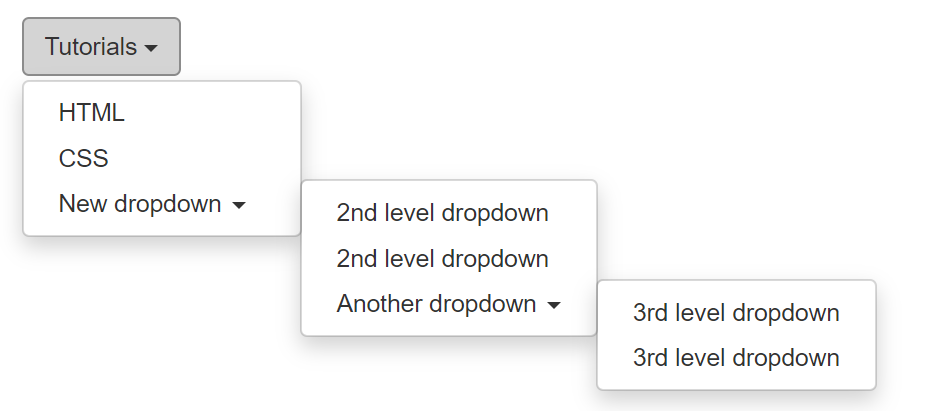 Tutorials
HTML
CSS
New dropdown
2nd level dropdown
2nd level dropdown
Another dropdown
3rd level dropdown
3rd level dropdown